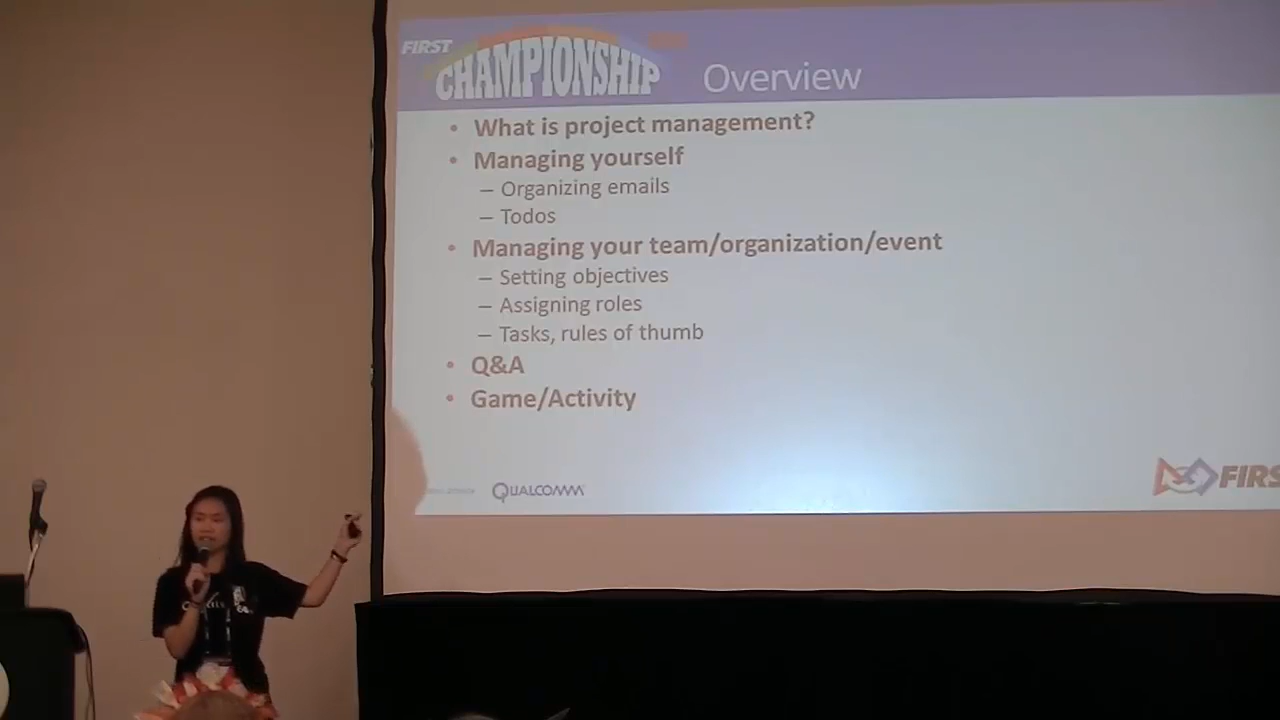 FIRST
CHAMPIONSHIP
Overview
• What is project management?
• Managing yourself
– Organizing emails
– Todos
• Managing your team/organization/event
– Setting objectives
– Assigning roles
– Tasks, rules of thumb
• Q&A
• Game/Activity
QUALCOMM
FIRS